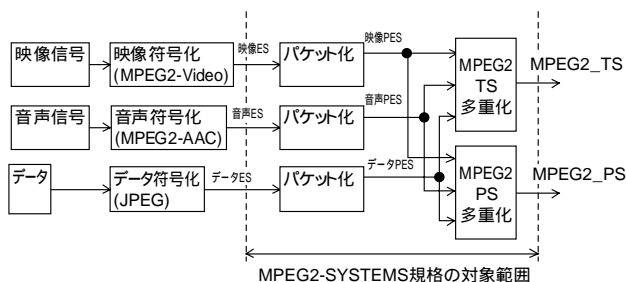 映像信号
映像符号化
(MPEG2-Video)
映像ES
パケット化
映像PES
MPEG2
TS
多重化
MPEG2_TS
音声信号
音声符号化
(MPEG2-AAC)
音声ES
パケット化
音声PES
データ
データ符号化
(JPEG)
データES
パケット化
データPES
MPEG2
PS
多重化
MPEG2_PS
MPEG2-SYSTEMS規格の対象範囲